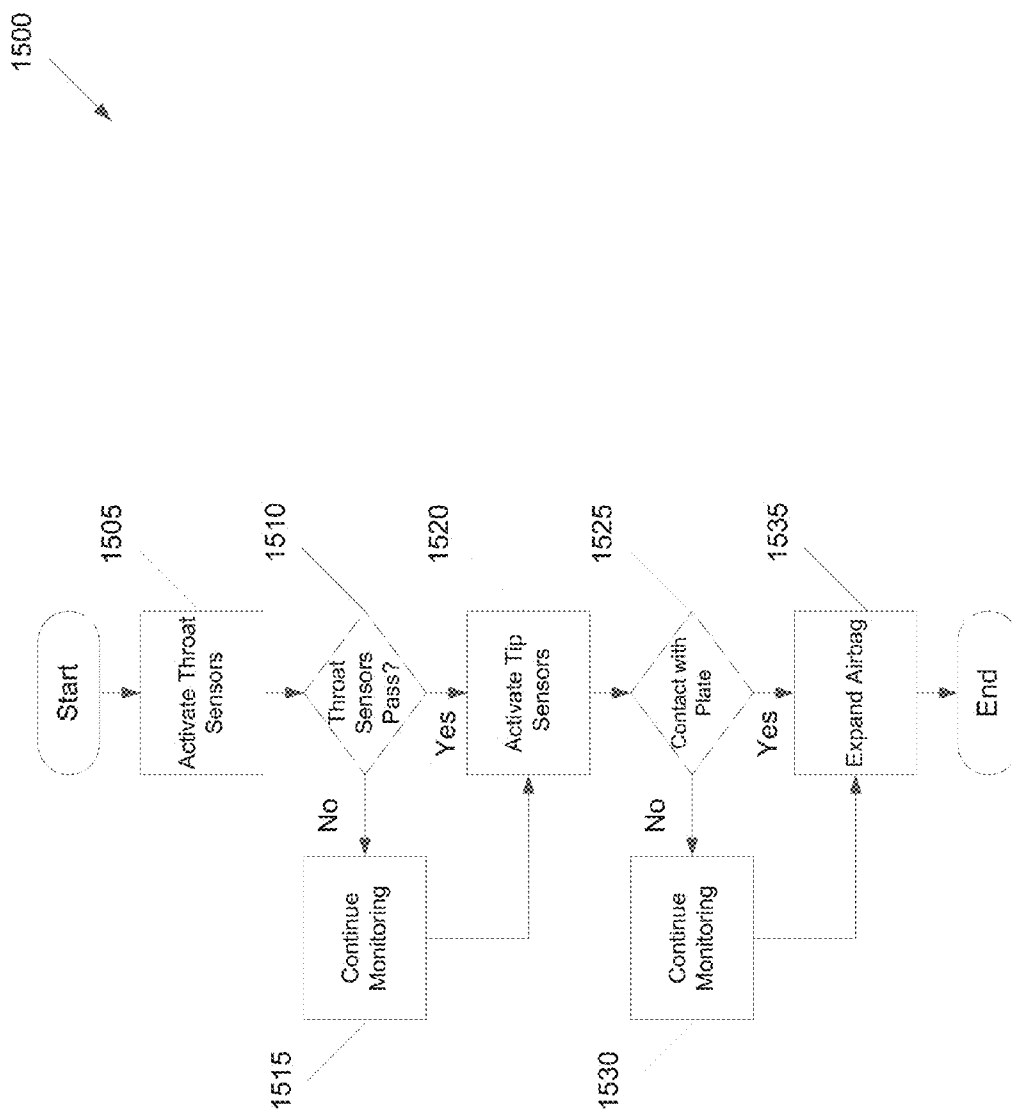 1500
Start
1505
Activate Throat
Sensors
1510
Throat
Sensors
Pass?
No
Yes
1515
Continue
Monitoring
1520
Activate Tip
Sensors
1525
Contact with
Plate
No
Yes
1530
Continue
Monitoring
1535
Expand Airbag
End